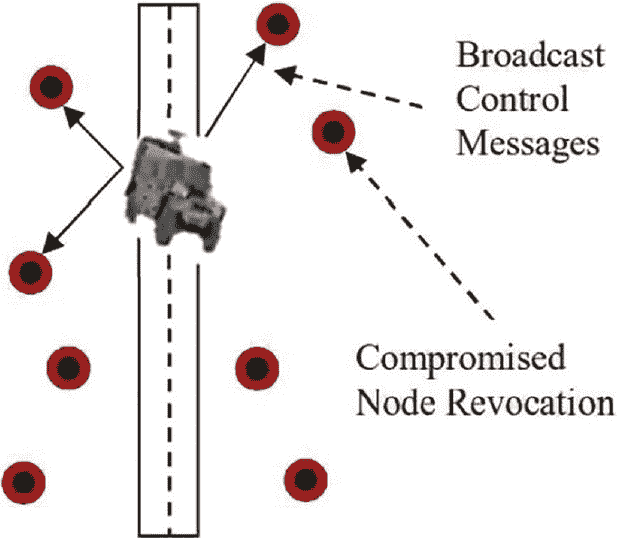 Broadcast
Control
Messages
Compromised
Node Revocation